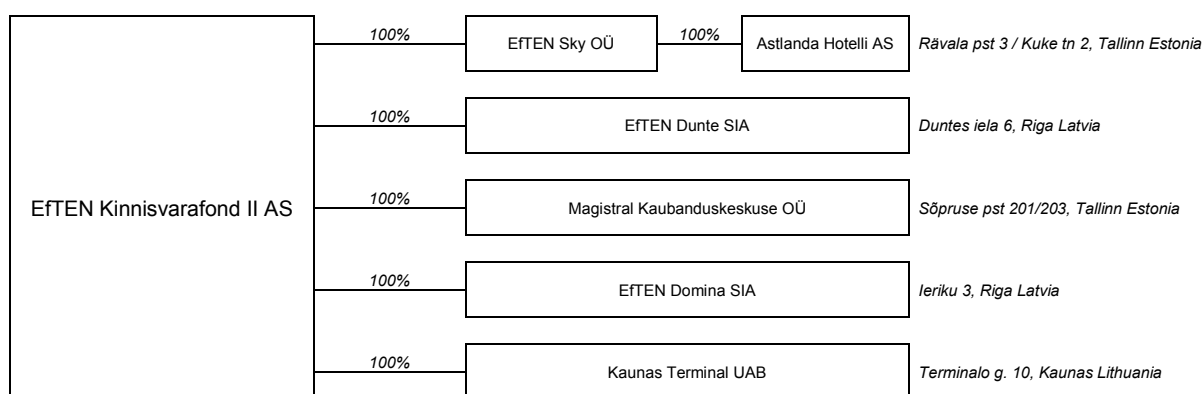 100% EfTEN Sky OÜ 100% Astlanda Hotelli AS Rävala pst 3 / Kuke tn 2, Tallinn Estonia
100% EfTEN Dunte SIA Duntes iela 6, Riga Latvia
EfTEN Kinnisvarafond II AS 100% Magistral Kaubanduskeskuse OÜ Sõpruse pst 201/203, Tallinn Estonia
100% EfTEN Domina SIA Ieriku 3, Riga Latvia
100% Kaunas Terminal UAB Terminalo g. 10, Kaunas Lithuania